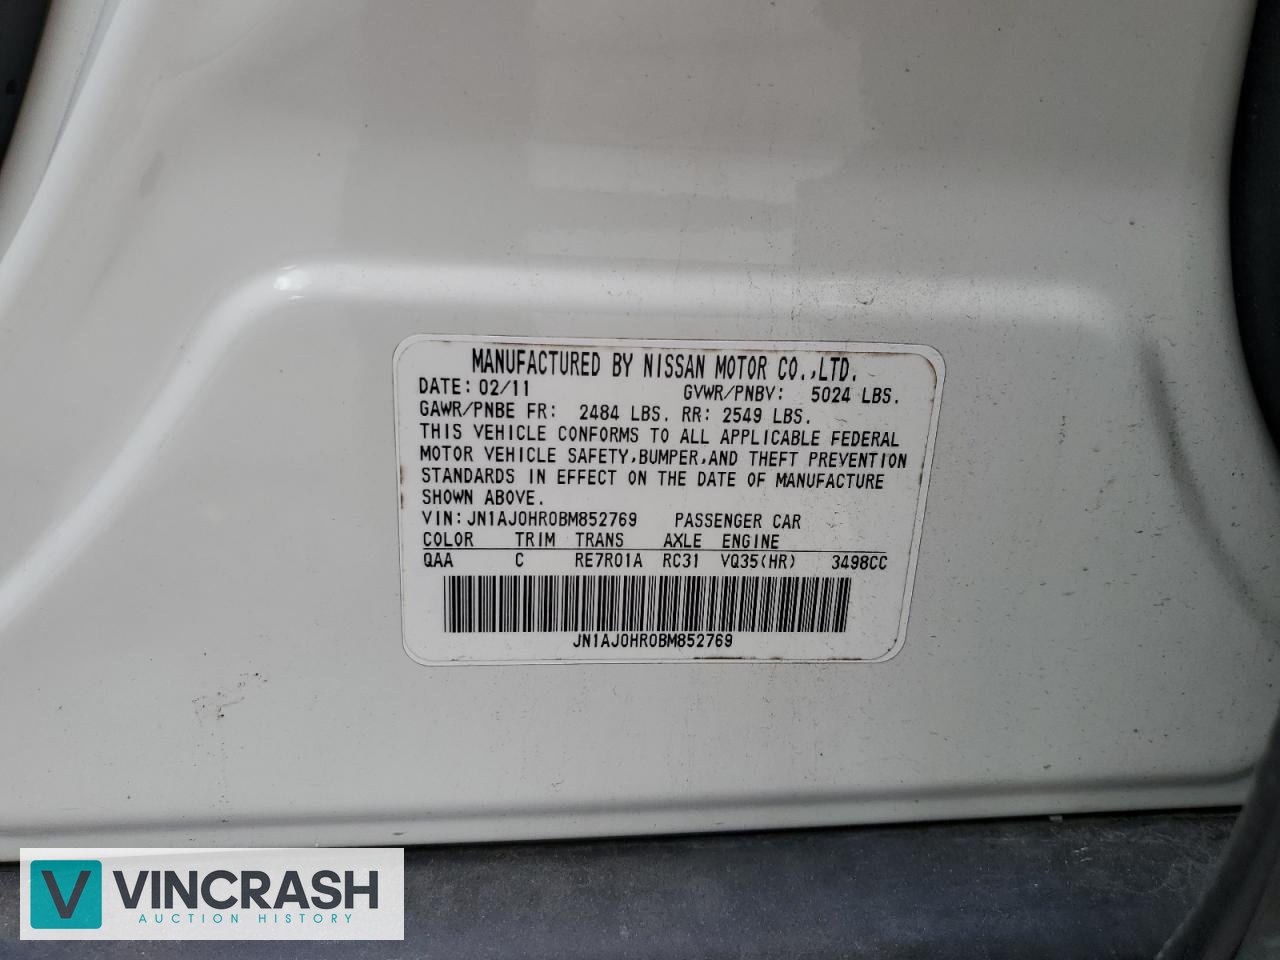 MANUFACTURED BY NISSAN MOTOR CO.,LTD.
DATE: 02/11 GVWR/PNBV: 5024 LBS.
GAWR/PNBE FR: 2484 LBS. RR: 2549 LBS.
THIS VEHICLE CONFORMS TO ALL APPLICABLE FEDERAL
MOTOR VEHICLE SAFETY,BUMPER,AND THEFT PREVENTION
STANDARDS IN EFFECT ON THE DATE OF MANUFACTURE
SHOWN ABOVE.
VIN:JN1AJ0HR0BM852769 PASSENGER CAR
COLOR TRIM TRANS AXLE ENGINE
QAA C RE7R01A RC31 VQ35(HR) 3498CC
JN1AJ0HR0BM852769
V VINCRASH
AUCTION HISTORY